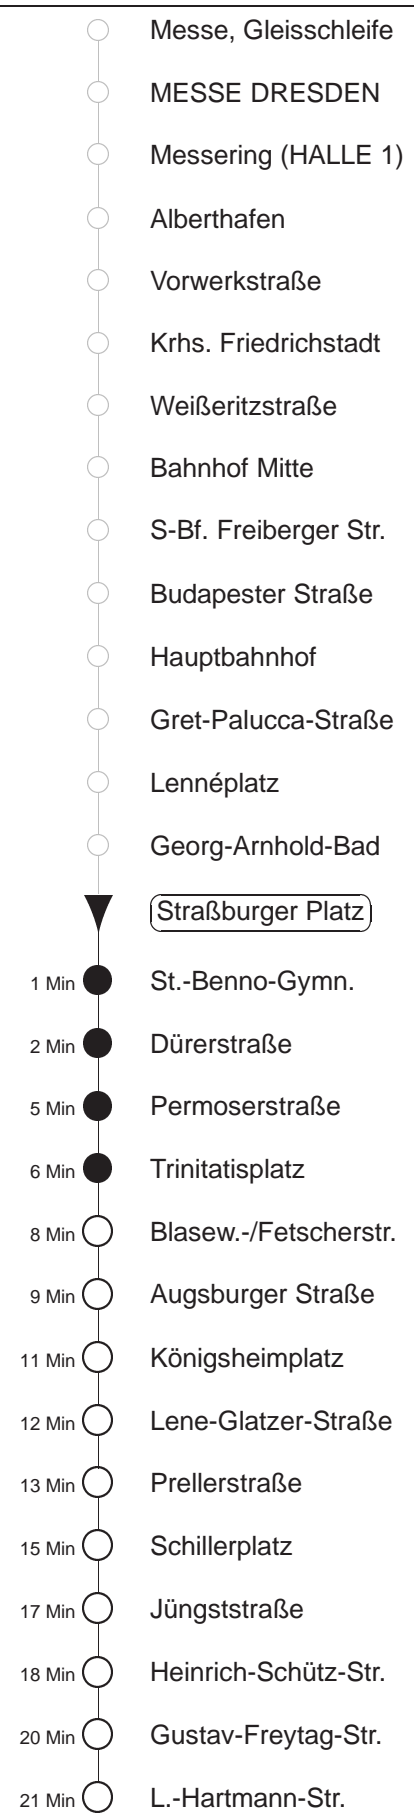 Messe, Gleisschleife
MESSE DRESDEN
Messering (HALLE 1)
Alberthafen
Vorwerkstraße
Krhs. Friedrichstadt
Weißeritzstraße
Bahnhof Mitte
S-Bf. Freiberger Str.
Budapester Straße
Hauptbahnhof
Gret-Palucca-Straße
Lennéplatz
Georg-Arnhold-Bad
Straßburger Platz
1 Min St.-Benno-Gymn.
2 Min Dürerstraße
5 Min Permoserstraße
6 Min Trinitatisplatz
8 Min Blasew.-/Fetscherstr.
9 Min Augsburger Straße
11 Min Königsheimplatz
12 Min Lene-Glatzer-Straße
13 Min Prellerstraße
15 Min Schillerplatz
17 Min Jüngststraße
18 Min Heinrich-Schütz-Str.
20 Min Gustav-Freytag-Str.
21 Min L.-Hartmann-Str.